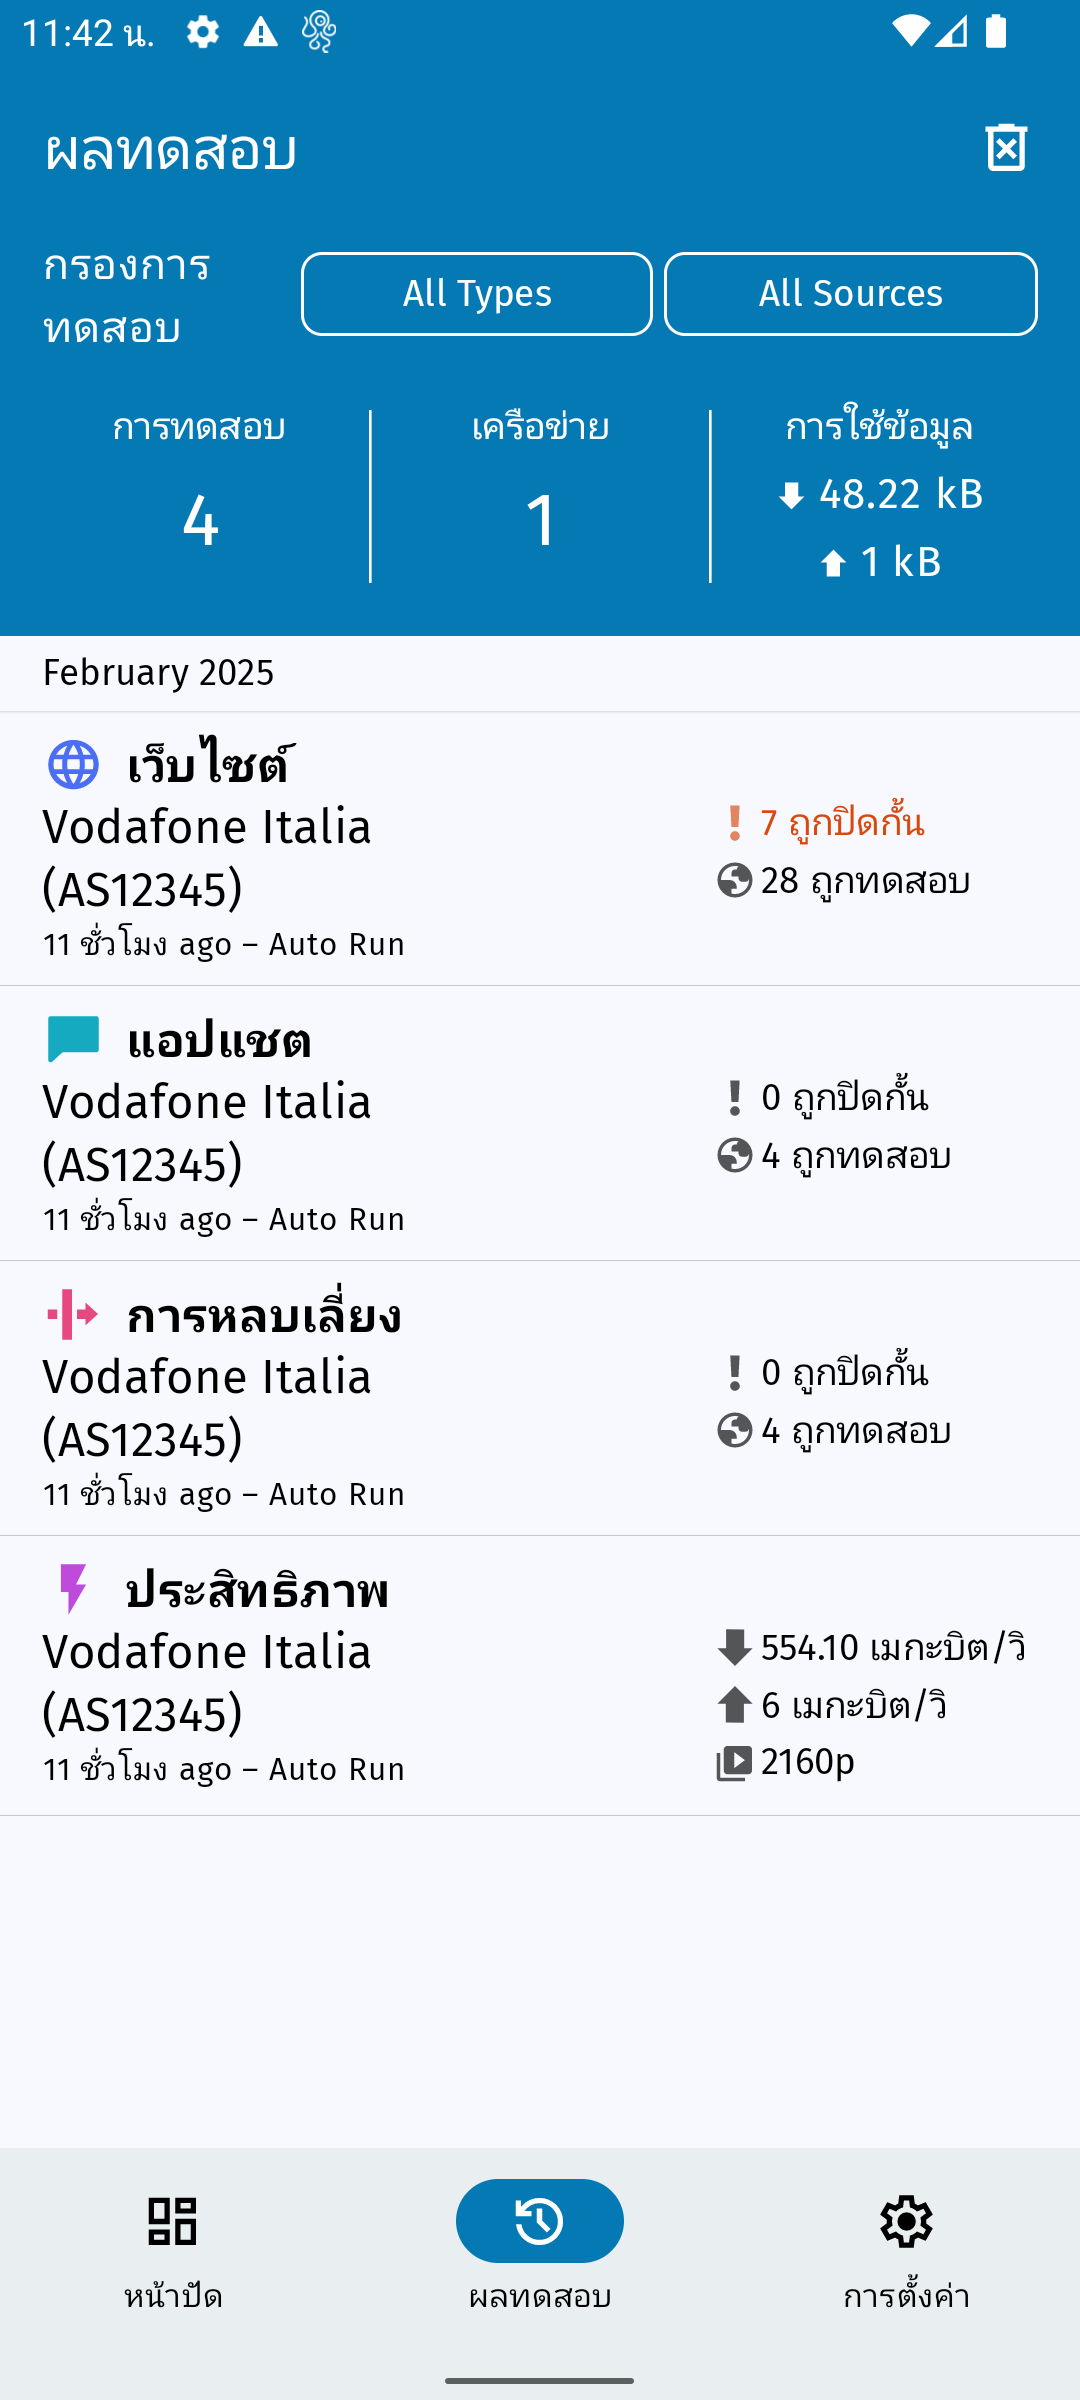 11:42 น.
ผลทดสอบ
กรองการ
ทดสอบ
All Types
All Sources
การทดสอบ
4
เครือข่าย
1
การใช้ข้อมูล
48.22 kB
1 kB
February 2025
เว็บไซต์
Vodafone Italia
(AS12345)
11 ชั่วโมง ago – Auto Run
7 ถูกปิดกั้น
28 ถูกทดสอบ
แอปแชต
Vodafone Italia
(AS12345)
11 ชั่วโมง ago – Auto Run
0 ถูกปิดกั้น
4 ถูกทดสอบ
การหลบเลี่ยง
Vodafone Italia
(AS12345)
11 ชั่วโมง ago – Auto Run
0 ถูกปิดกั้น
4 ถูกทดสอบ
ประสิทธิภาพ
Vodafone Italia
(AS12345)
11 ชั่วโมง ago – Auto Run
554.10 เมกะบิต/วิ
6 เมกะบิต/วิ
2160p
หน้าปัด
ผลทดสอบ
การตั้งค่า